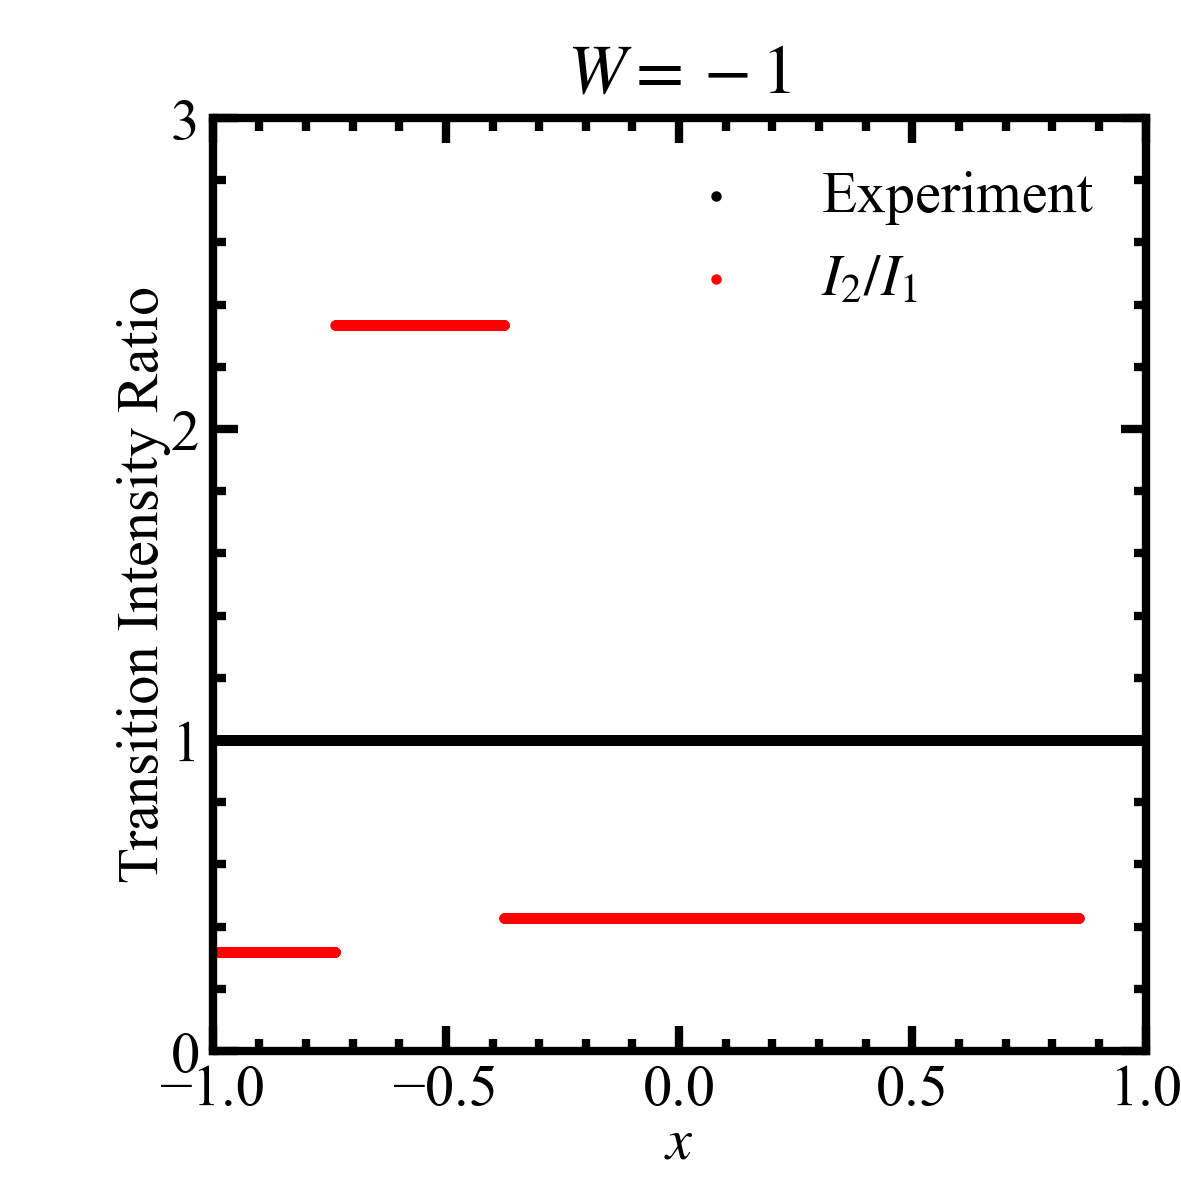 W = − 1
3
Experiment
I₂/I₁
Transition Intensity Ratio
2
1
0
−1.0 −0.5 0.0 0.5 1.0
x